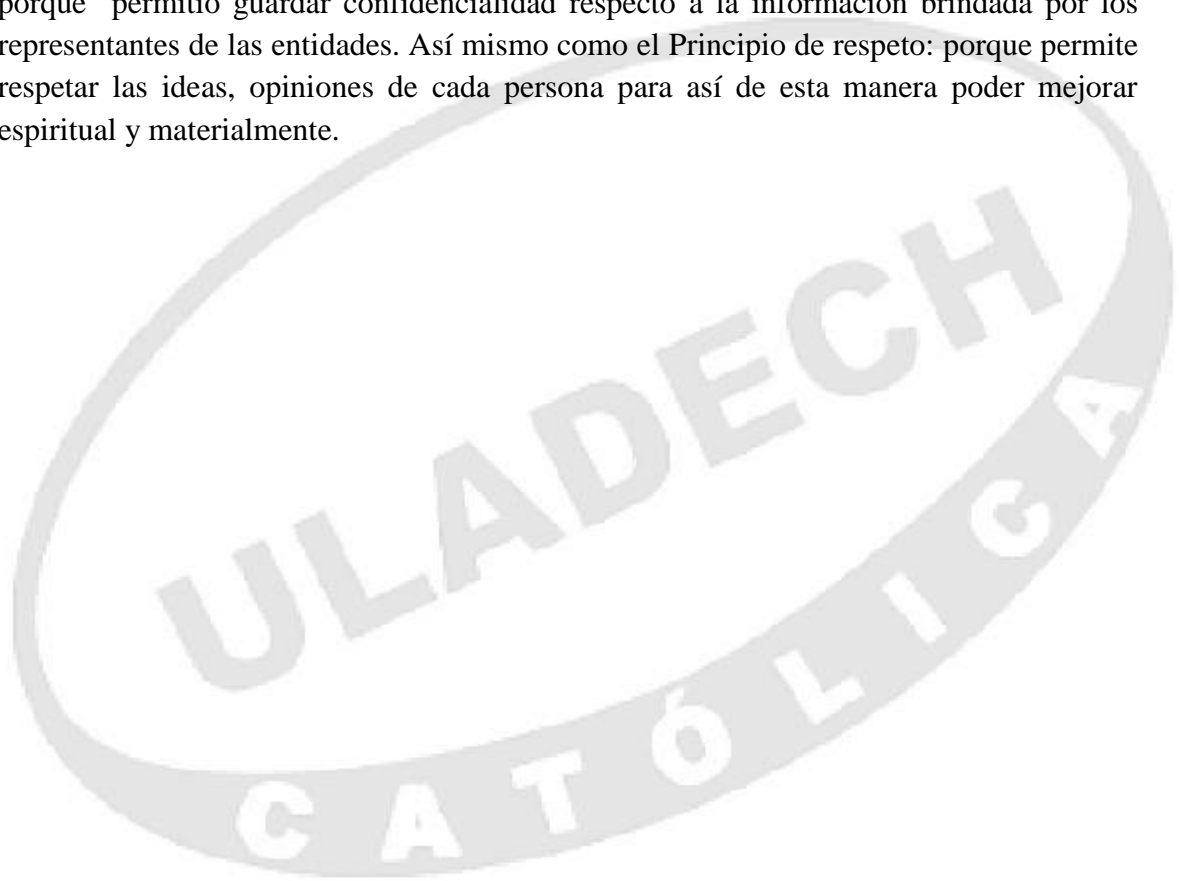 porque permitió guardar confidencialidad respecto a la información brindada por los
representantes de las entidades. Así mismo como el Principio de respeto: porque permite
respetar las ideas, opiniones de cada persona para así de esta manera poder mejorar
espiritual y materialmente.
ULADECH
CATÓLICA